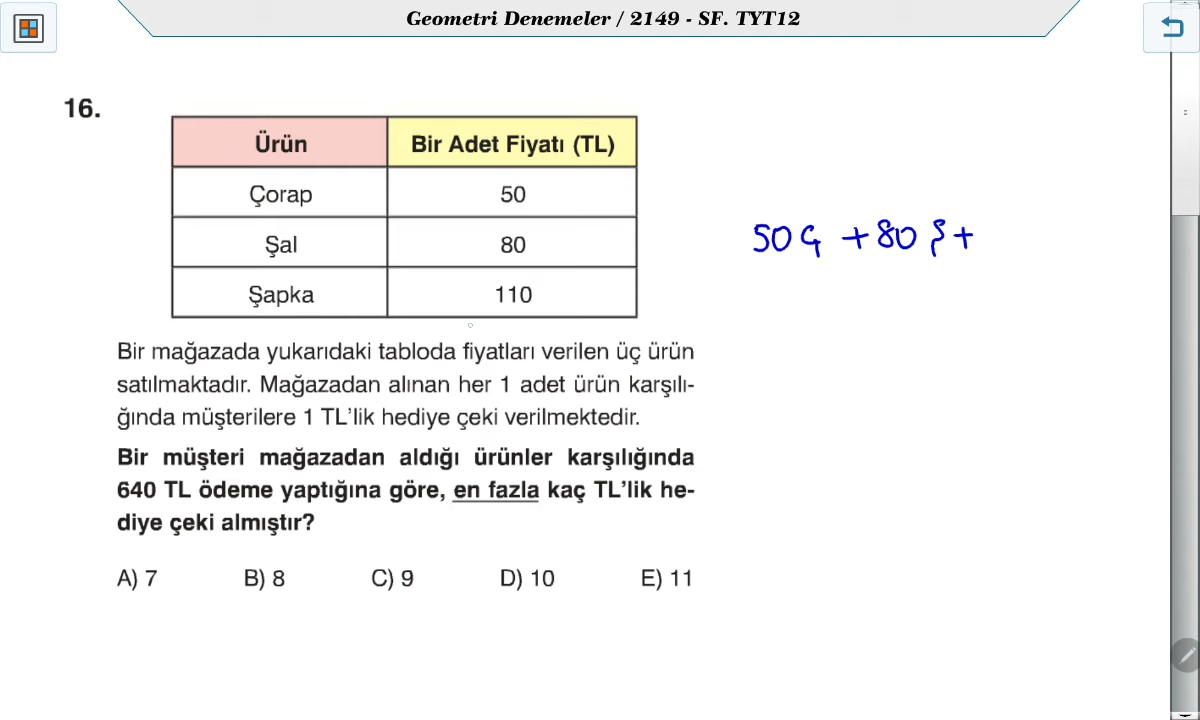 Geometri Denemeler / 2149 - SF. TYT12
16.
Ürün Bir Adet Fiyatı (TL)
Çorap 50
Şal 80
Şapka 110
50Ç + 80Ş +
Bir mağazada yukarıdaki tabloda fiyatları verilen üç ürün
satılmaktadır. Mağazadan alınan her 1 adet ürün karşılı-
ğında müşterilere 1 TL'lik hediye çeki verilmektedir.
Bir müşteri mağazadan aldığı ürünler karşılığında
640 TL ödeme yaptığına göre, en fazla kaç TL'lik he-
diye çeki almıştır?
A) 7 B) 8 C) 9 D) 10 E) 11